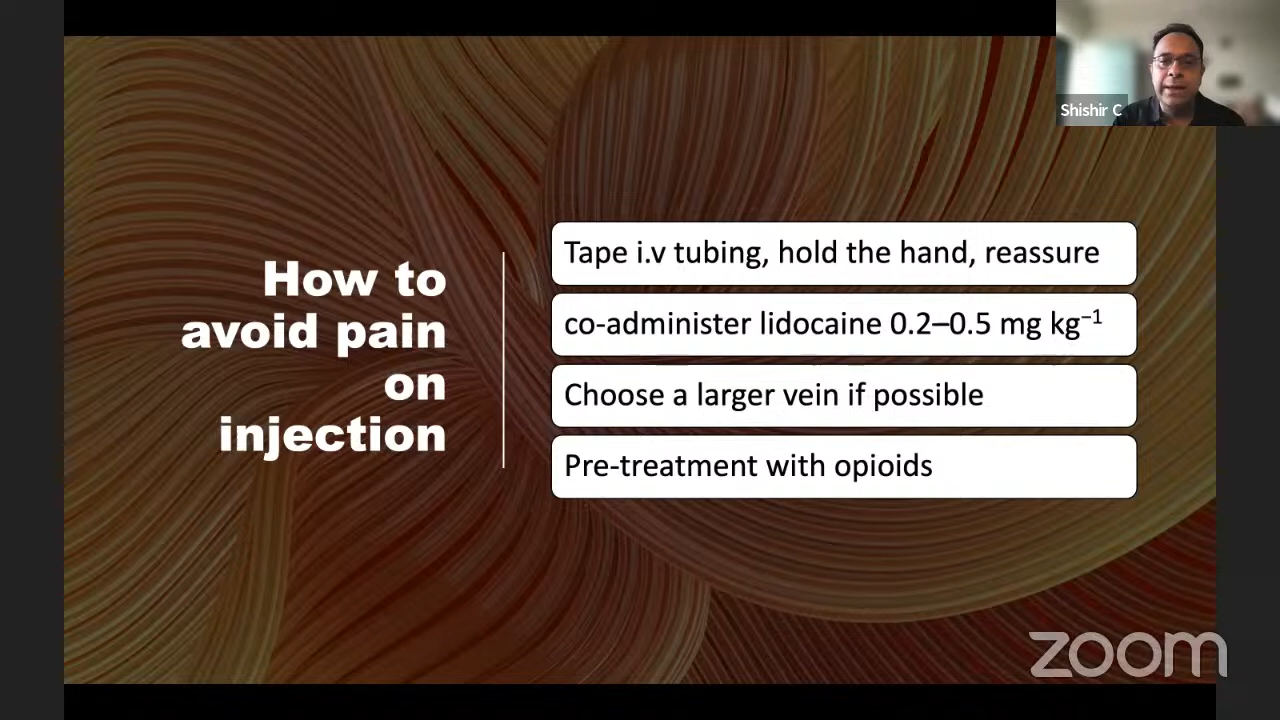 Shishir C
How to
avoid pain
on
injection
Tape i.v tubing, hold the hand, reassure
co-administer lidocaine 0.2–0.5 mg kg⁻¹
Choose a larger vein if possible
Pre-treatment with opioids
zoom